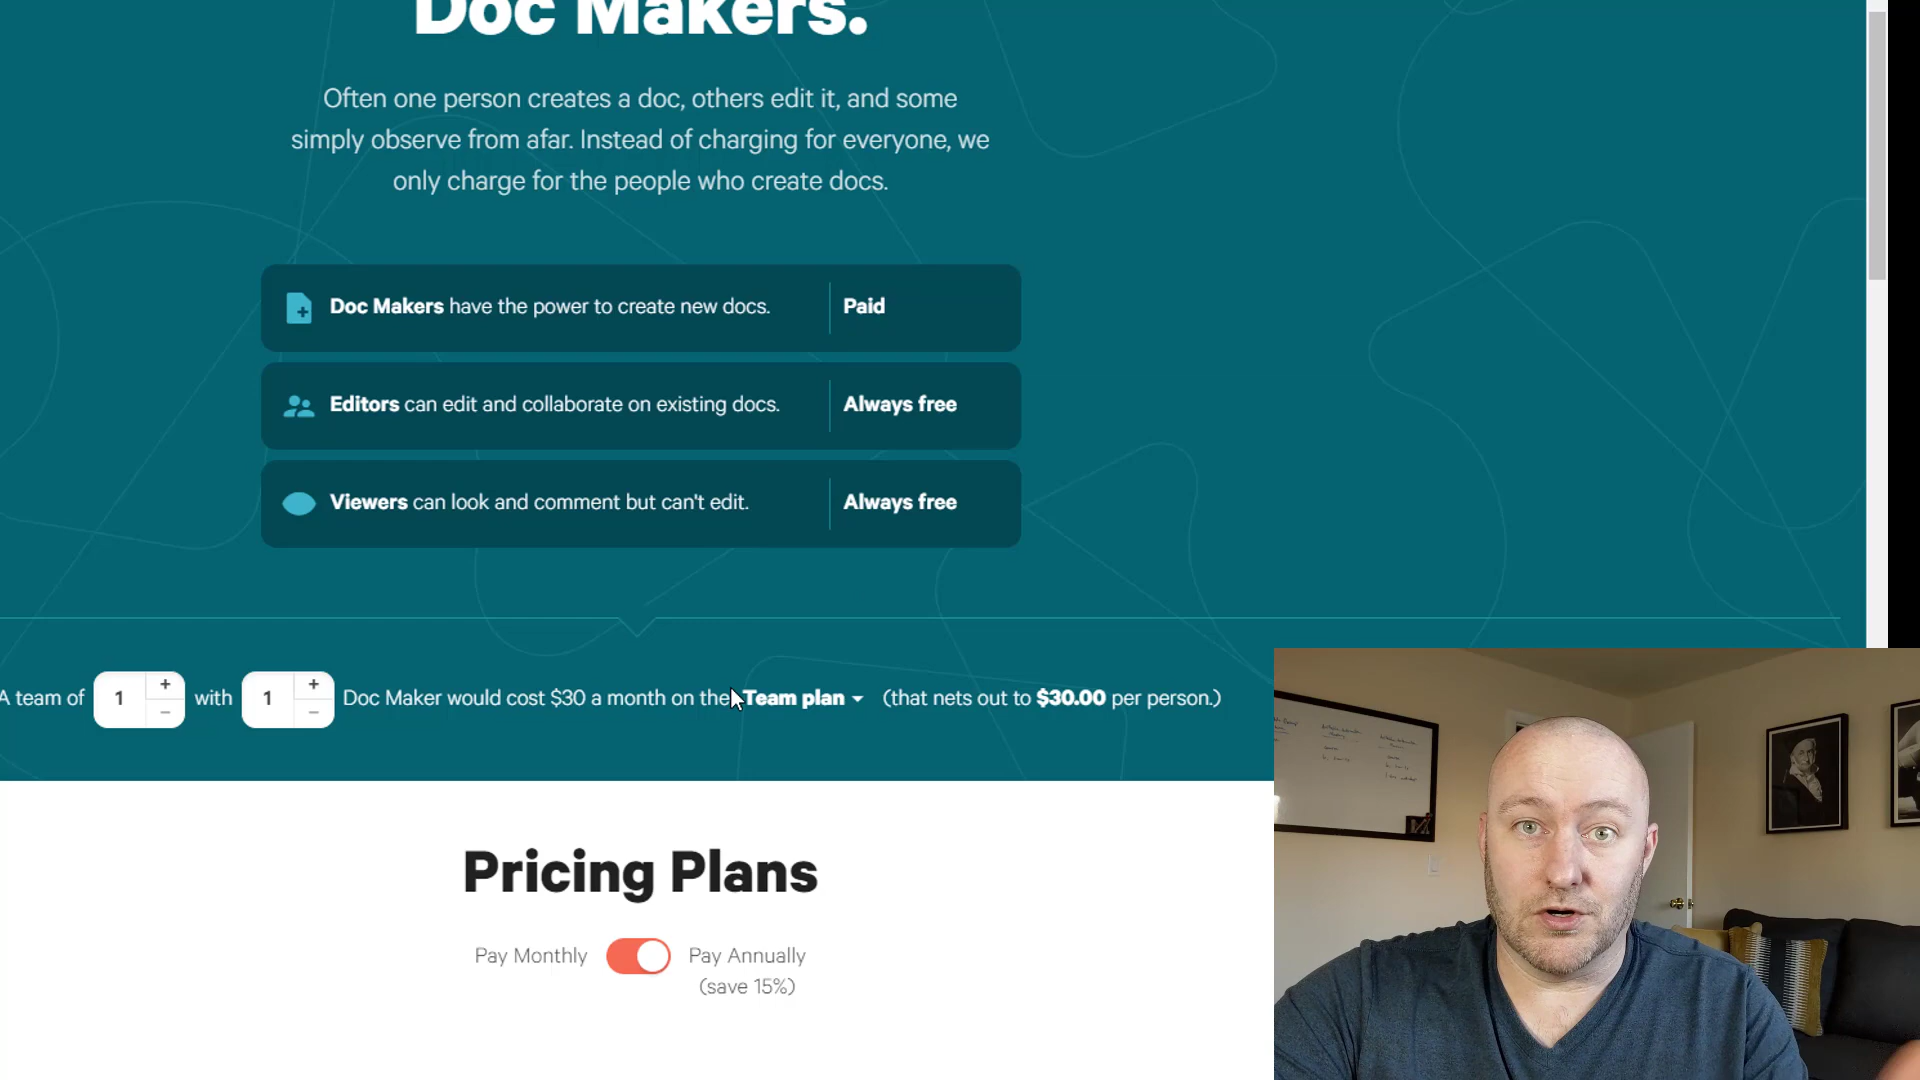 Doc Makers.
Often one person creates a doc, others edit it, and some
simply observe from afar. Instead of charging for everyone, we
only charge for the people who create docs.
Doc Makers have the power to create new docs. Paid
Editors can edit and collaborate on existing docs. Always free
Viewers can look and comment but can't edit. Always free
A team of 1 + − with 1 + − Doc Maker would cost $30 a month on the Team plan (that nets out to $30.00 per person.)
Pricing Plans
Pay Monthly Pay Annually
(save 15%)